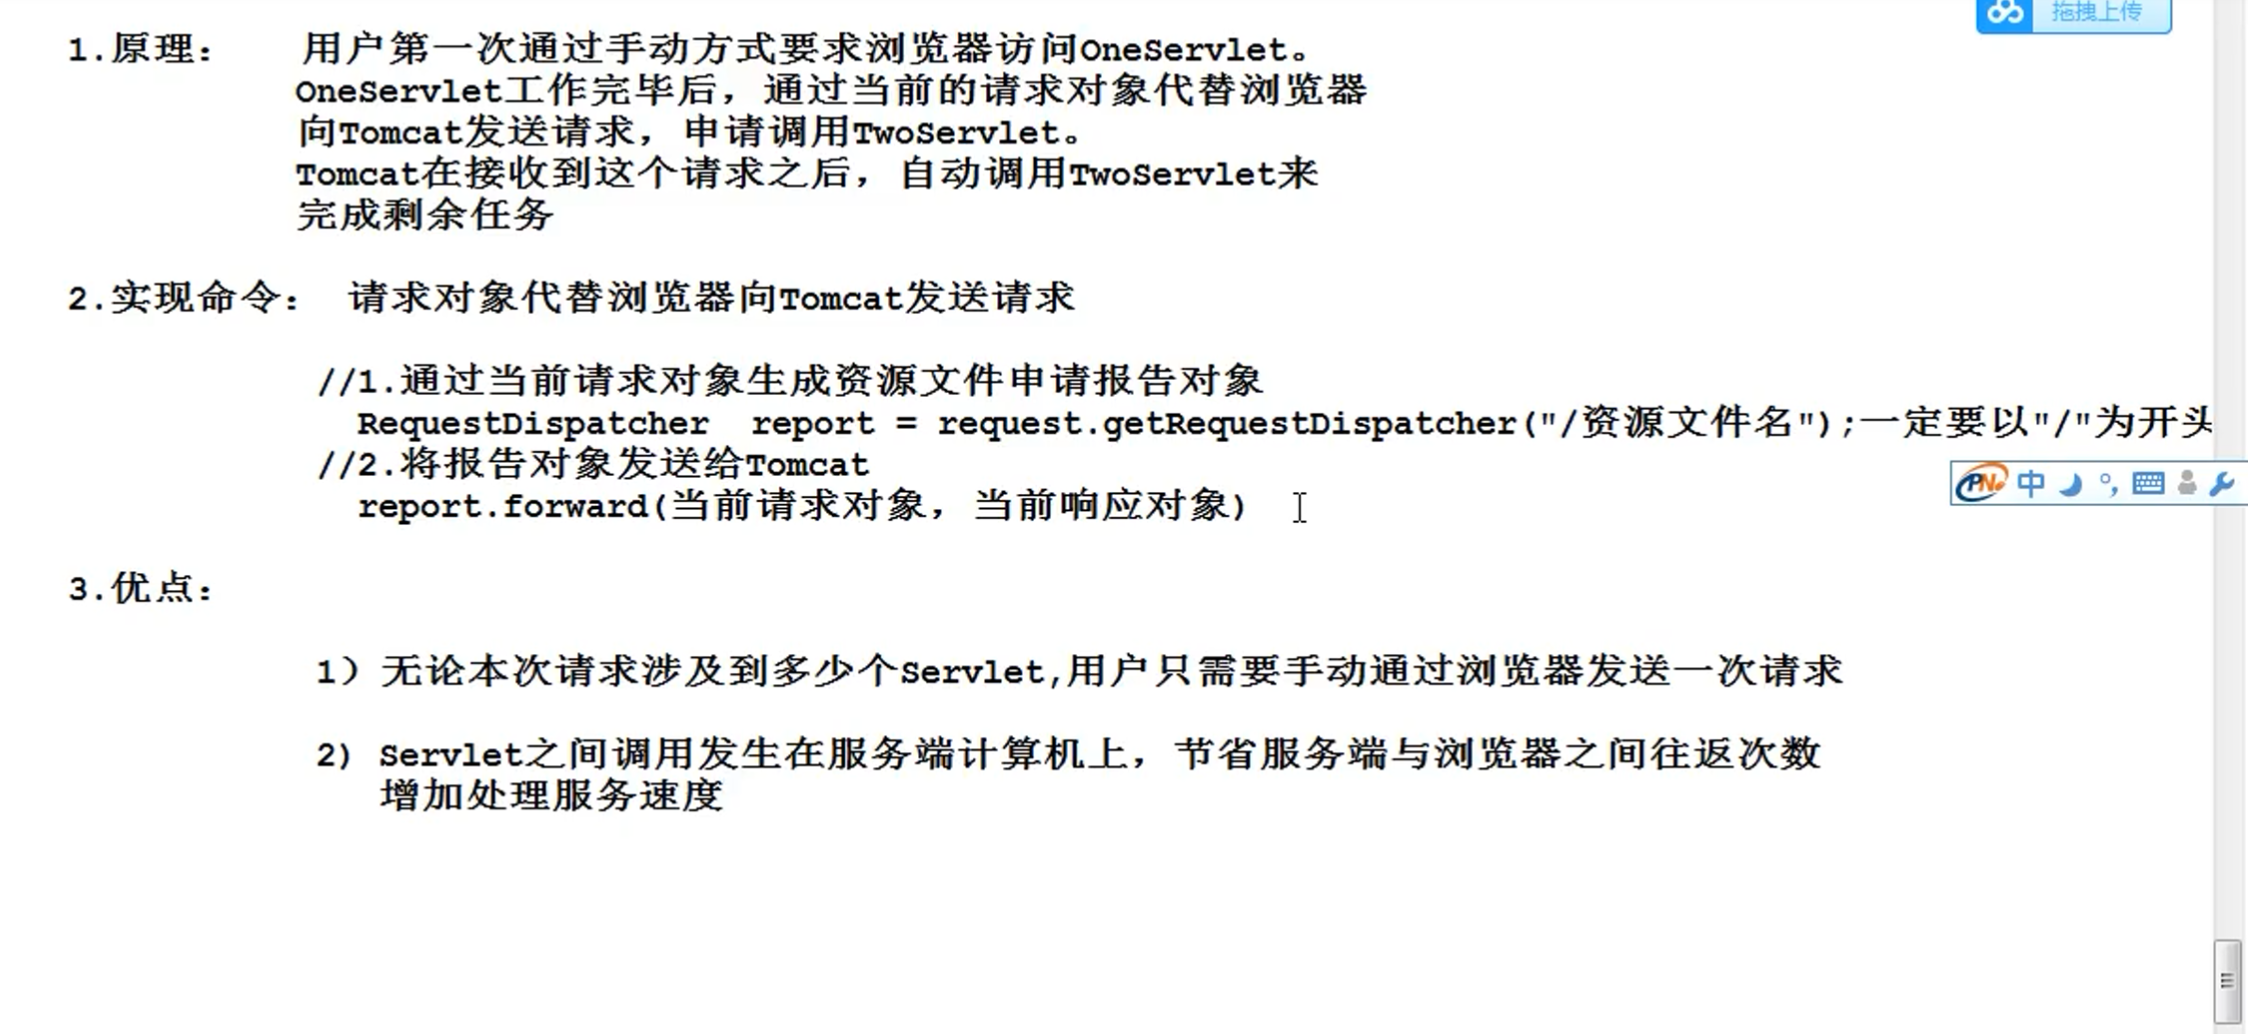 拖拽上传
1.原理： 用户第一次通过手动方式要求浏览器访问OneServlet。
OneServlet工作完毕后，通过当前的请求对象代替浏览器
向Tomcat发送请求，申请调用TwoServlet。
Tomcat在接收到这个请求之后，自动调用TwoServlet来
完成剩余任务
2.实现命令： 请求对象代替浏览器向Tomcat发送请求
//1.通过当前请求对象生成资源文件申请报告对象
RequestDispatcher report = request.getRequestDispatcher("/资源文件名");一定要以"/"为开头
//2.将报告对象发送给Tomcat
report.forward(当前请求对象，当前响应对象)
中
3.优点：
1）无论本次请求涉及到多少个Servlet,用户只需要手动通过浏览器发送一次请求
2) Servlet之间调用发生在服务端计算机上，节省服务端与浏览器之间往返次数
增加处理服务速度